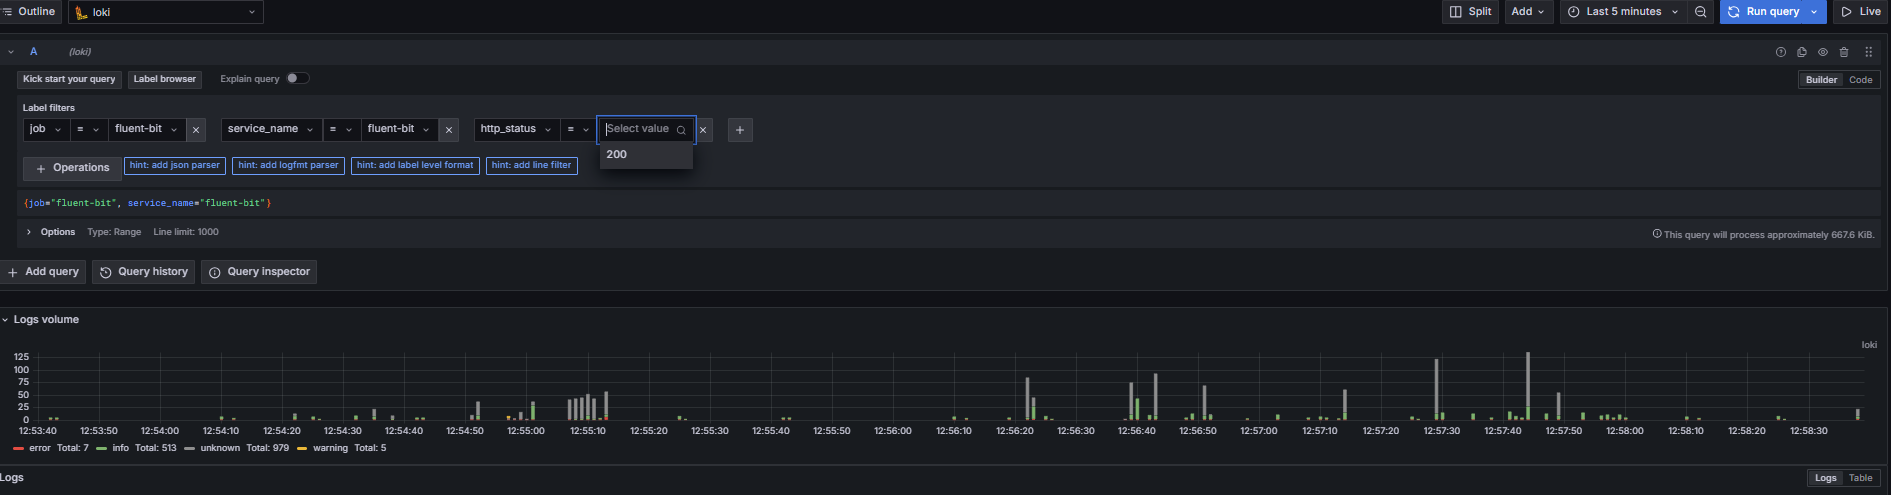 Outline loki Split Add Last 5 minutes Run query Live
A (loki)
Kick start your query Label browser Explain query Builder Code
Label filters
job = fluent-bit service_name = fluent-bit http_status = Select value
200
Operations hint: add json parser hint: add logfmt parser hint: add label level format hint: add line filter
{job="fluent-bit", service_name="fluent-bit"}
Options Type: Range Line limit: 1000 This query will process approximately 667.6 KiB.
Add query Query history Query inspector
Logs volume
loki
125
100
75
50
25
0
12:53:40 12:53:50 12:54:00 12:54:10 12:54:20 12:54:30 12:54:40 12:54:50 12:55:00 12:55:10 12:55:20 12:55:30 12:55:40 12:55:50 12:56:00 12:56:10 12:56:20 12:56:30 12:56:40 12:56:50 12:57:00 12:57:10 12:57:20 12:57:30 12:57:40 12:57:50 12:58:00 12:58:10 12:58:20 12:58:30
error Total: 7 info Total: 513 unknown Total: 979 warning Total: 5
Logs Logs Table